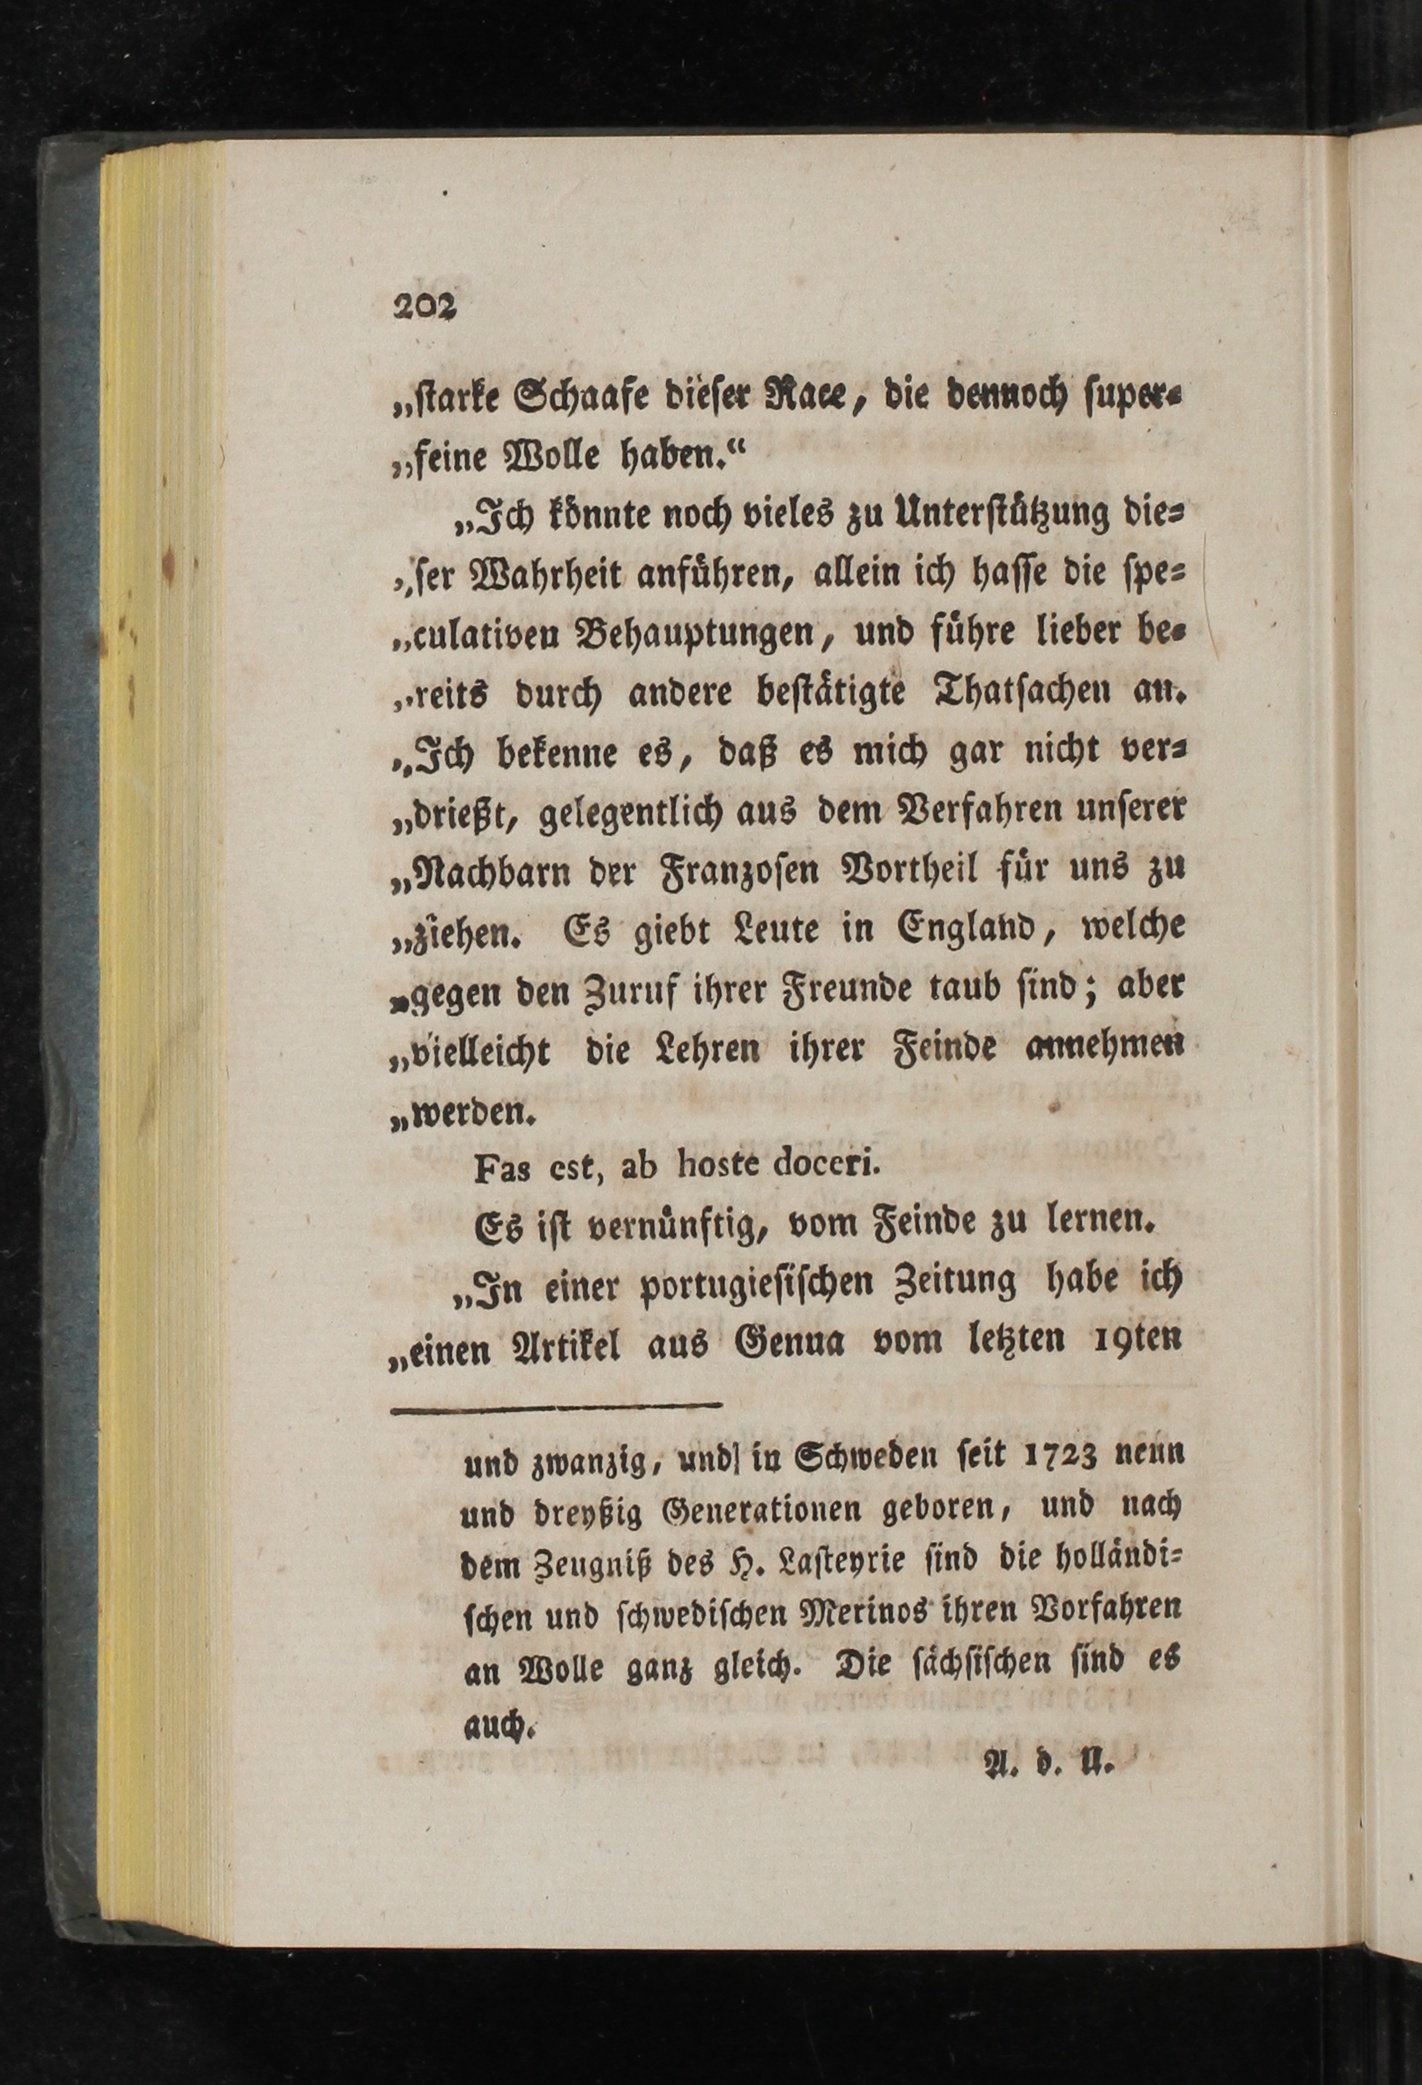 202
„starke Schaafe dieser Race, die dennoch super-
„feine Wolle haben.“
„Ich könnte noch vieles zu Unterstützung die-
„ser Wahrheit anführen, allein ich hasse die spe-
„culativen Behauptungen, und führe lieber be-
„reits durch andere bestätigte Thatsachen an.
„Ich bekenne es, daß es mich gar nicht ver-
„drießt, gelegentlich aus dem Verfahren unserer
„Nachbarn der Franzosen Vortheil für uns zu
„ziehen. Es giebt Leute in England, welche
„gegen den Zuruf ihrer Freunde taub sind; aber
„vielleicht die Lehren ihrer Feinde annehmen
„werden.
Fas est, ab hoste doceri.
Es ist vernünftig, vom Feinde zu lernen.
„In einer portugiesischen Zeitung habe ich
„einen Artikel aus Genua vom letzten 19ten
und zwanzig, und in Schweden seit 1723 neun
und dreyßig Generationen geboren, und nach
dem Zeugniß des H. Lasteyrie sind die holländi-
schen und schwedischen Merinos ihren Vorfahren
an Wolle ganz gleich. Die sächsischen sind es
auch.
A. d. U.